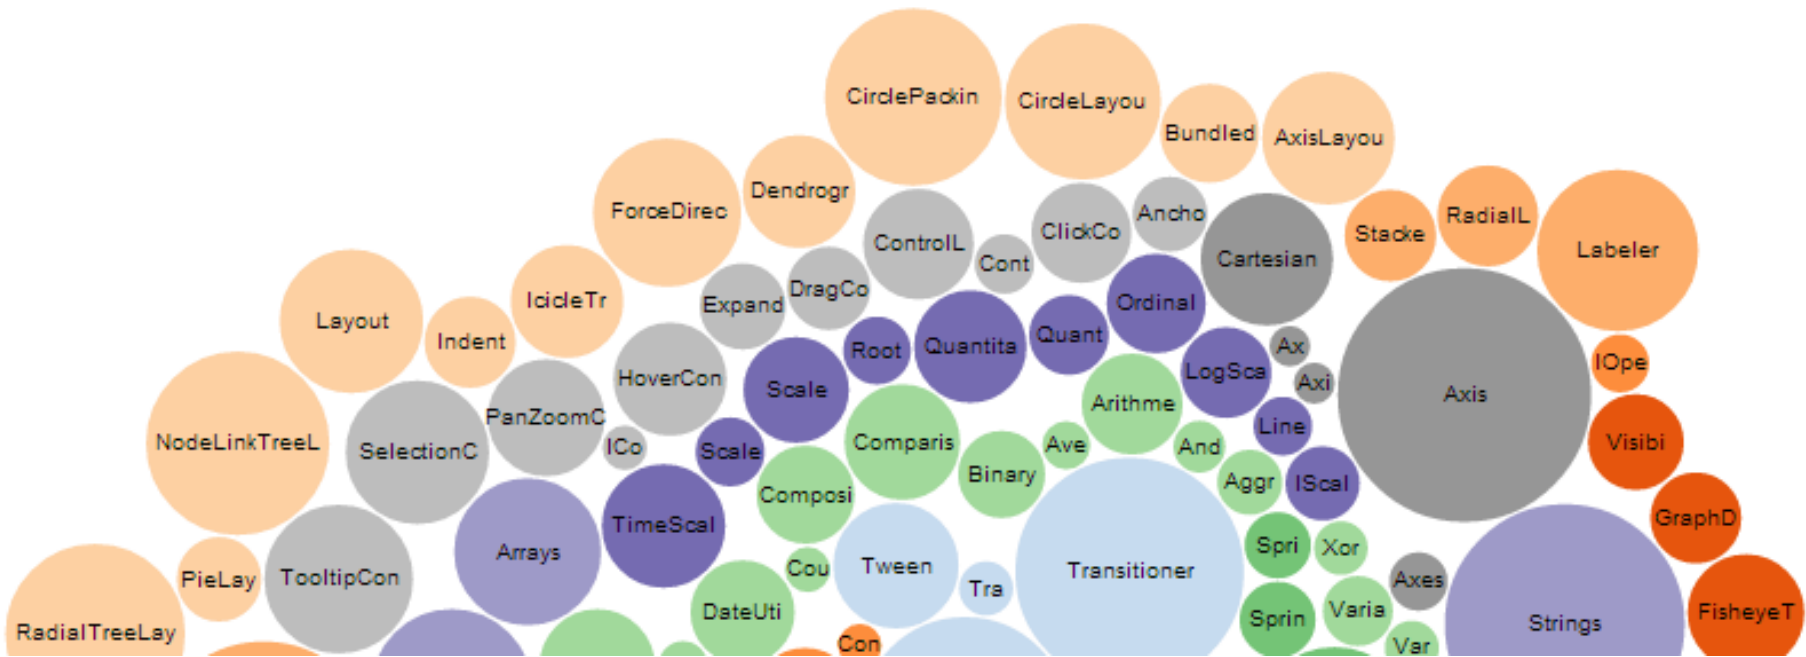 CirclePackin
CircleLayou
Bundled
AxisLayou
Dendrogr
ForceDirec
ControlL
ClickCo
Ancho
Stacke
RadialL
Labeler
Cartesian
Cont
DragCo
Expand
IcicleTr
Layout
Indent
Ordinal
Quant
Quantita
Root
Ax
IOpe
HoverCon
Scale
LogSca
Axi
Axis
Arithme
PanZoomC
NodeLinkTreeL
SelectionC
ICo
Scale
Comparis
Ave
And
Line
Visibi
Binary
Composi
Aggr
IScal
TimeScal
GraphD
Arrays
Spri
Xor
PieLay
TooltipCon
Cou
Tween
Tra
Transitioner
Axes
RadialTreeLay
DateUti
Con
Sprin
Varia
Var
Strings
FisheyeT